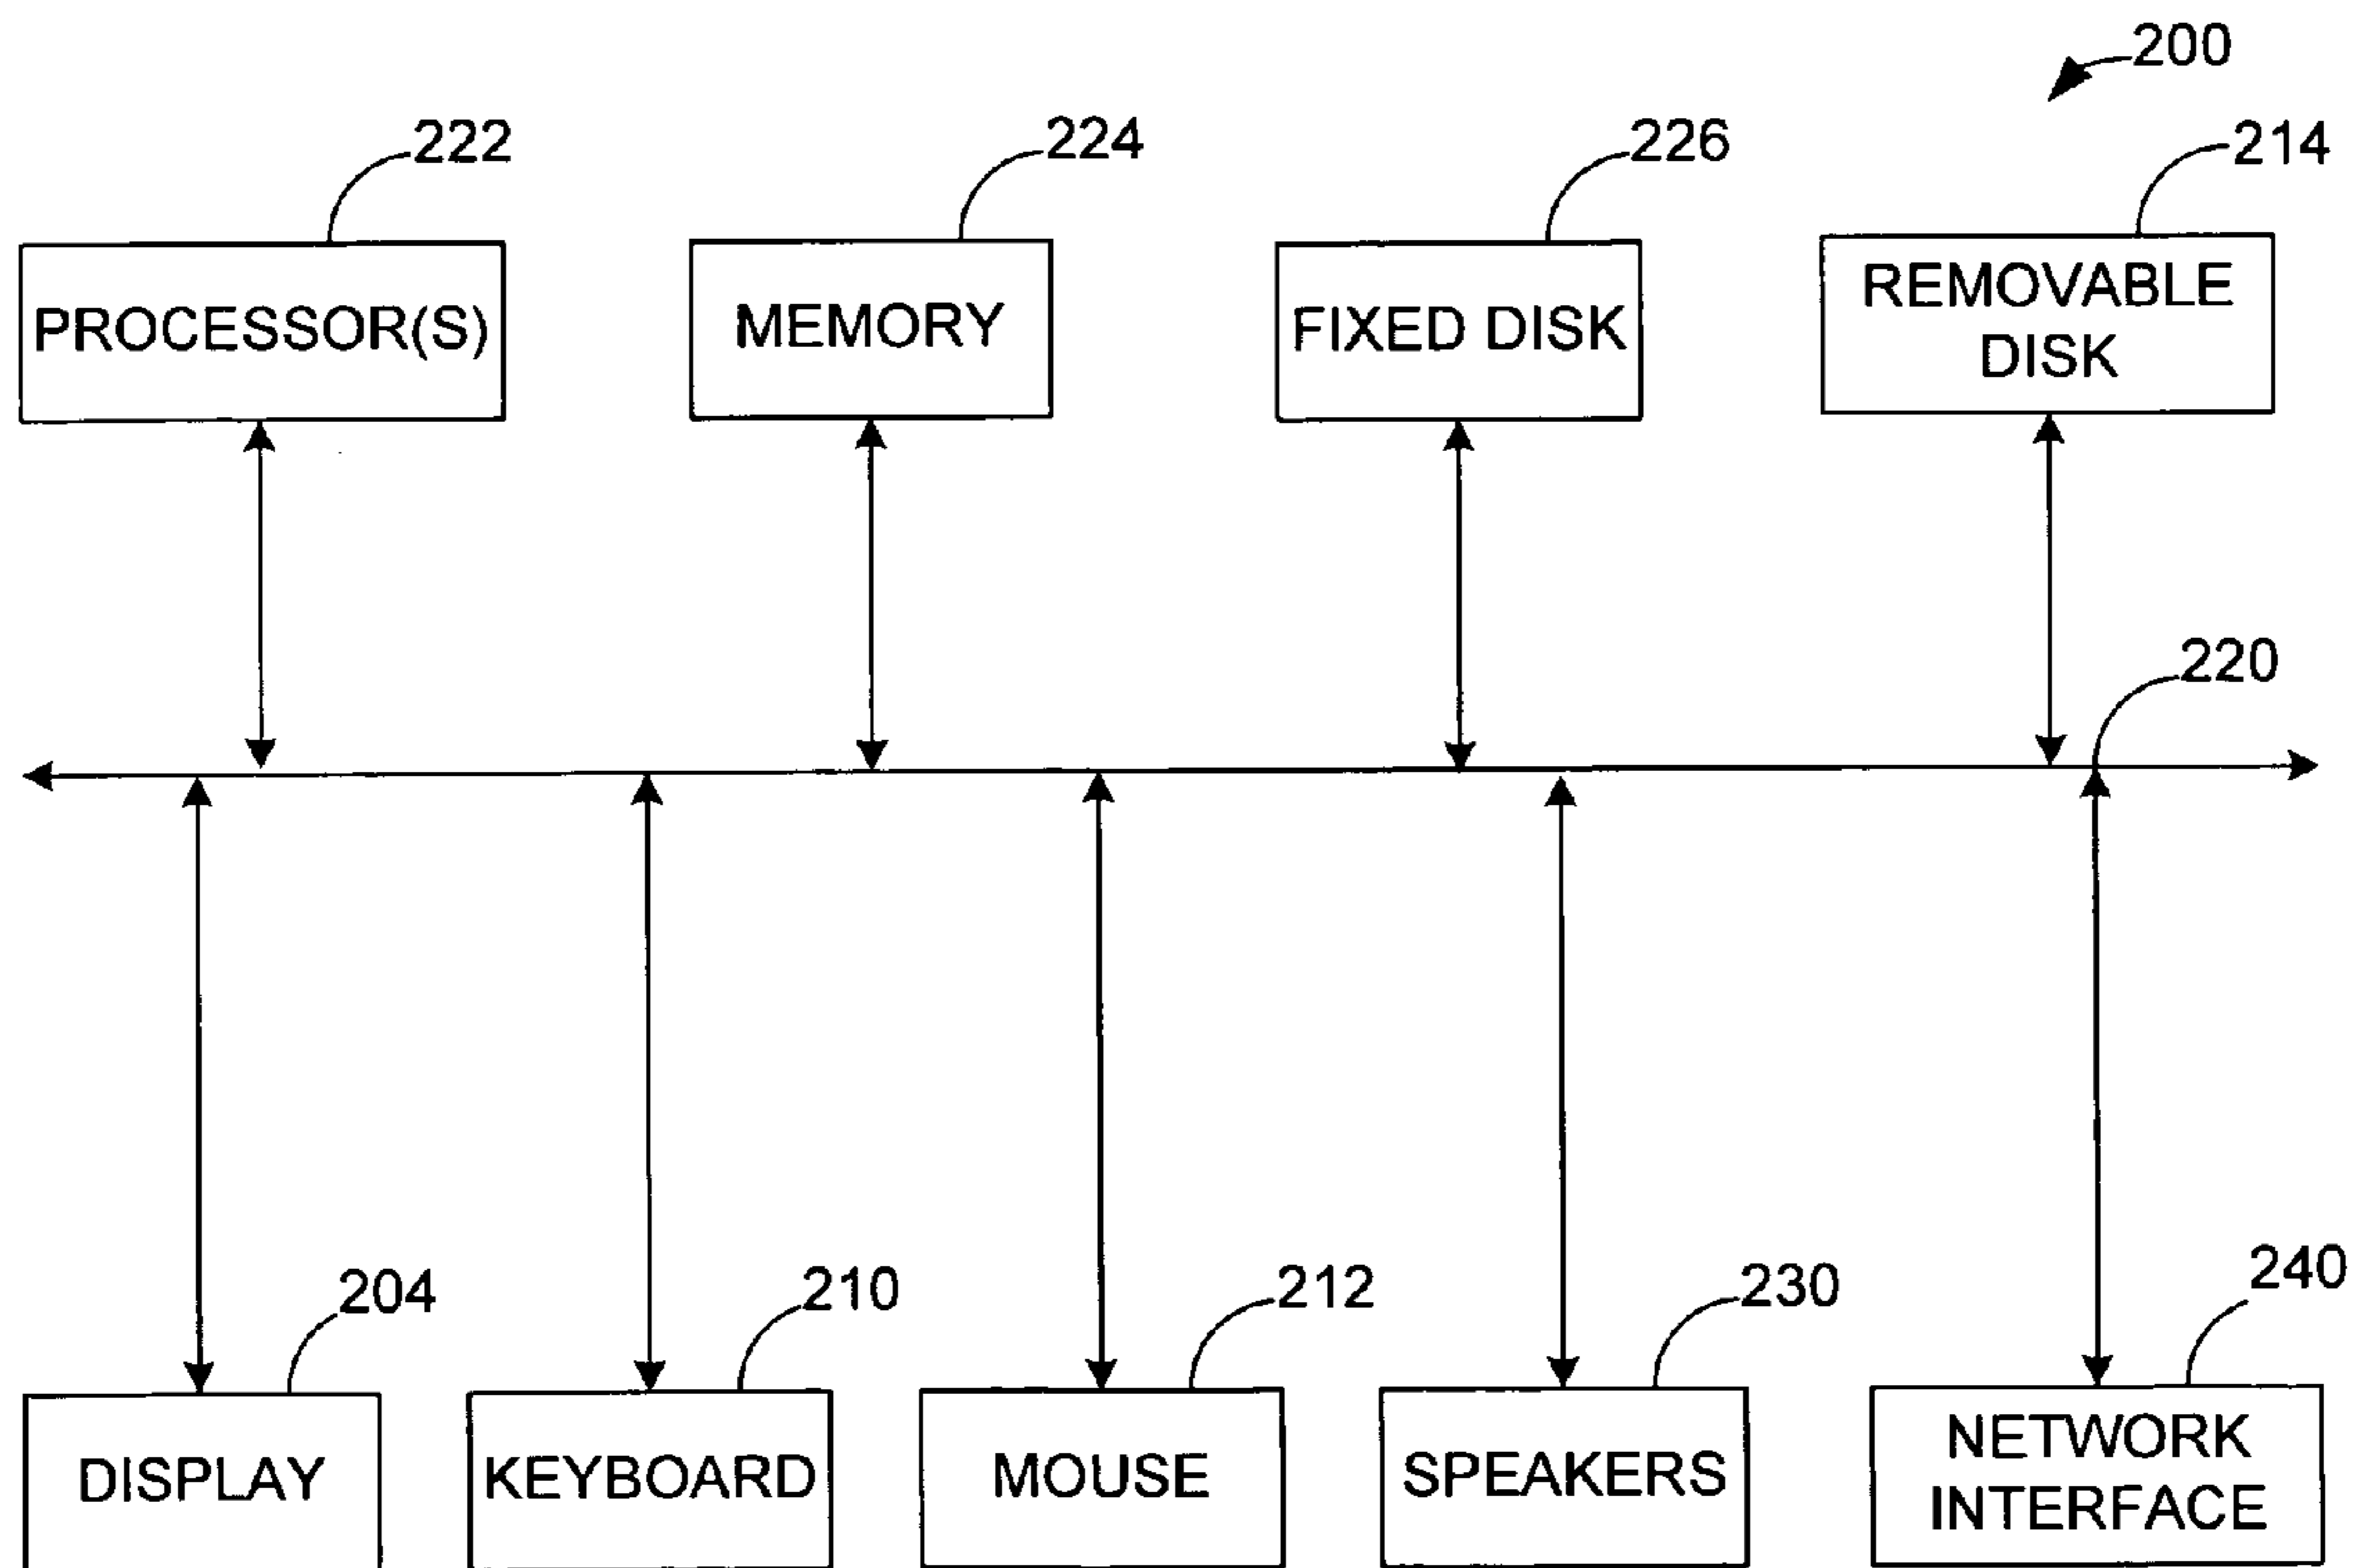 200
222
224
226
214
PROCESSOR(S)
MEMORY
FIXED DISK
REMOVABLE
DISK
220
204
210
212
230
240
DISPLAY
KEYBOARD
MOUSE
SPEAKERS
NETWORK
INTERFACE